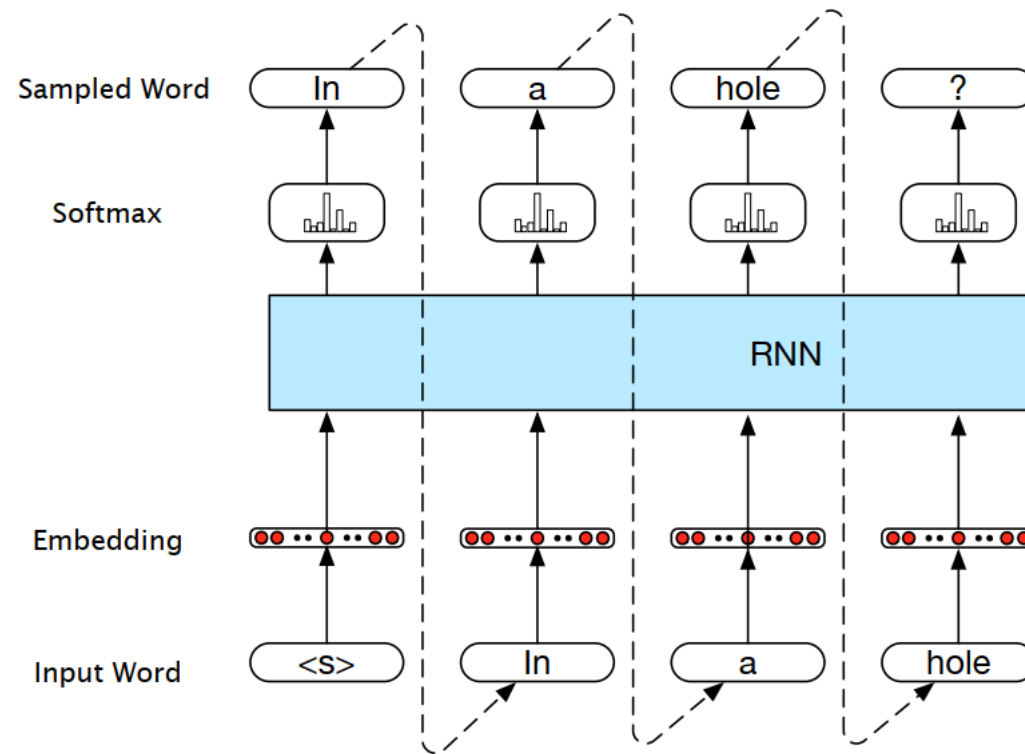 Sampled Word In a hole ?
Softmax
RNN
Embedding
Input Word <s> In a hole